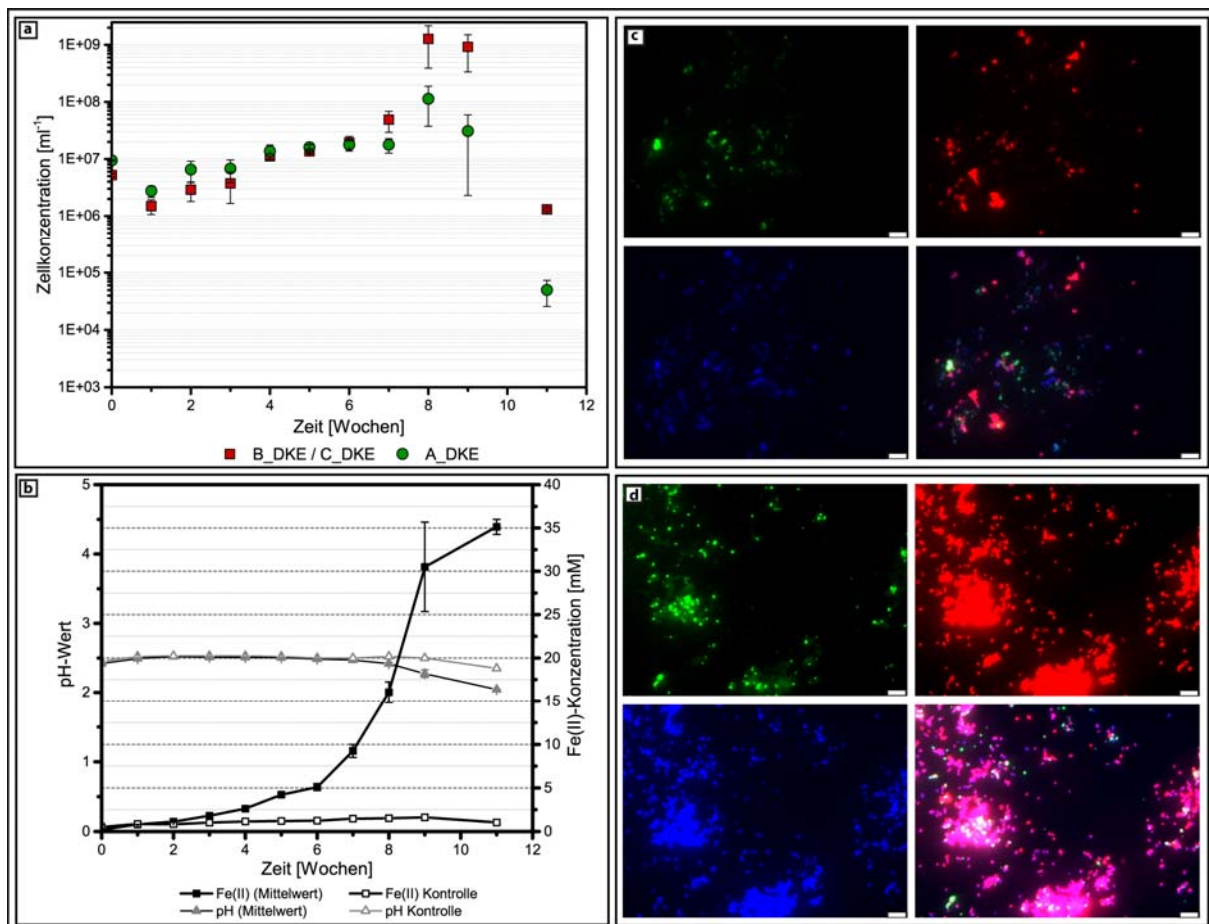 a
1E+09
1E+08
1E+07
1E+06
1E+05
1E+04
1E+03
Zellkonzentration [ml⁻¹]
0 2 4 6 8 10 12
Zeit [Wochen]
B_DKE / C_DKE A_DKE
b
5
4
3
2
1
0
pH-Wert
40
35
30
25
20
15
10
5
0
Fe(II)-Konzentration [mM]
0 2 4 6 8 10 12
Zeit [Wochen]
Fe(II) (Mittelwert) Fe(II) Kontrolle
pH (Mittelwert) pH Kontrolle
c
d